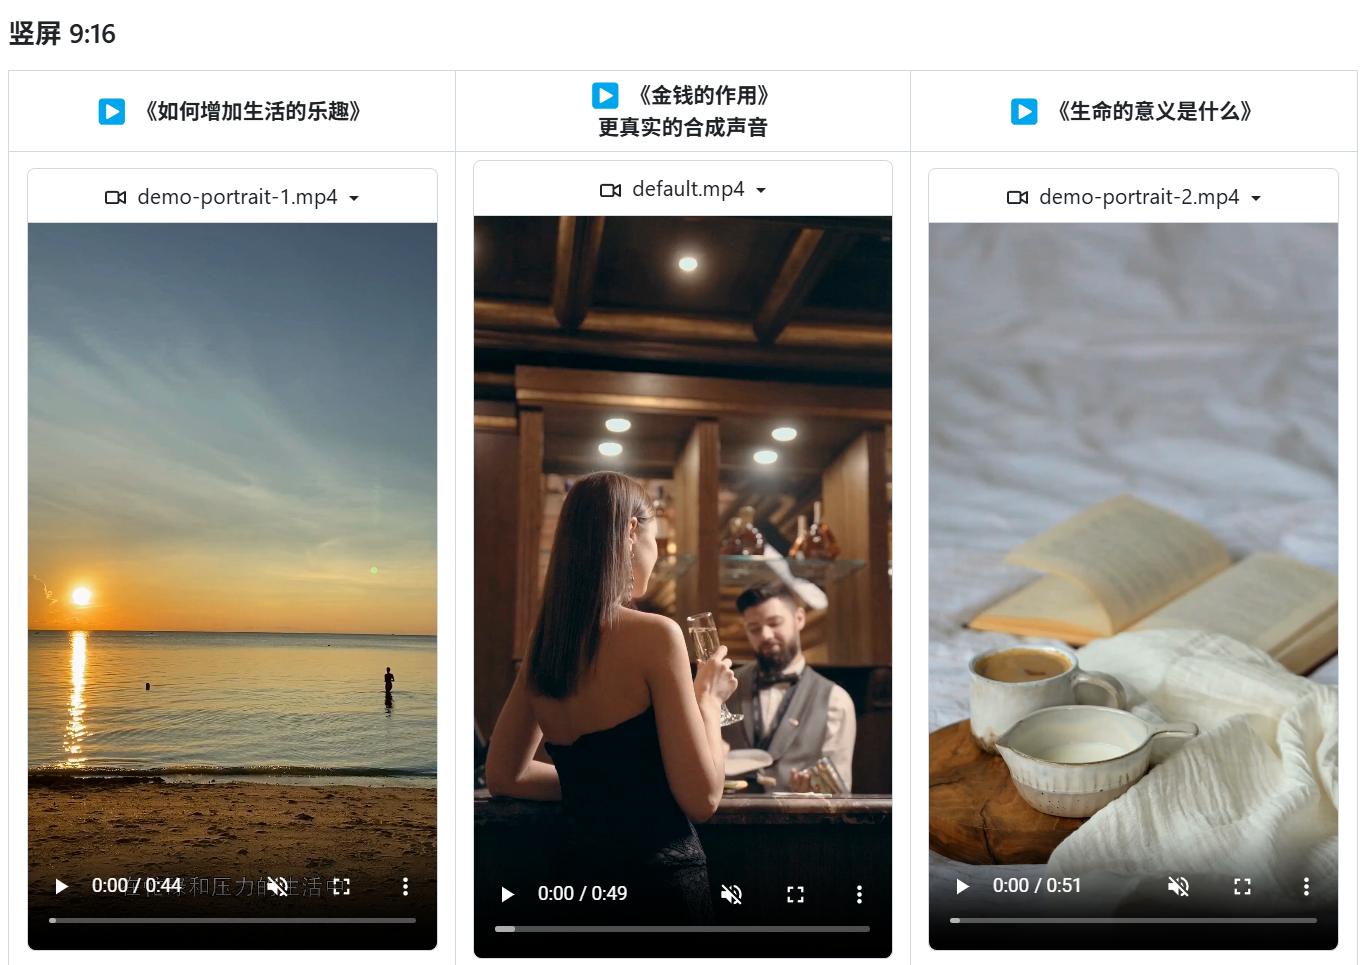 竖屏 9:16
《如何增加生活的乐趣》
《金钱的作用》
更真实的合成声音
《生命的意义是什么》
demo-portrait-1.mp4
default.mp4
demo-portrait-2.mp4
0:00 / 0:44
和压力的生活中
0:00 / 0:49
0:00 / 0:51